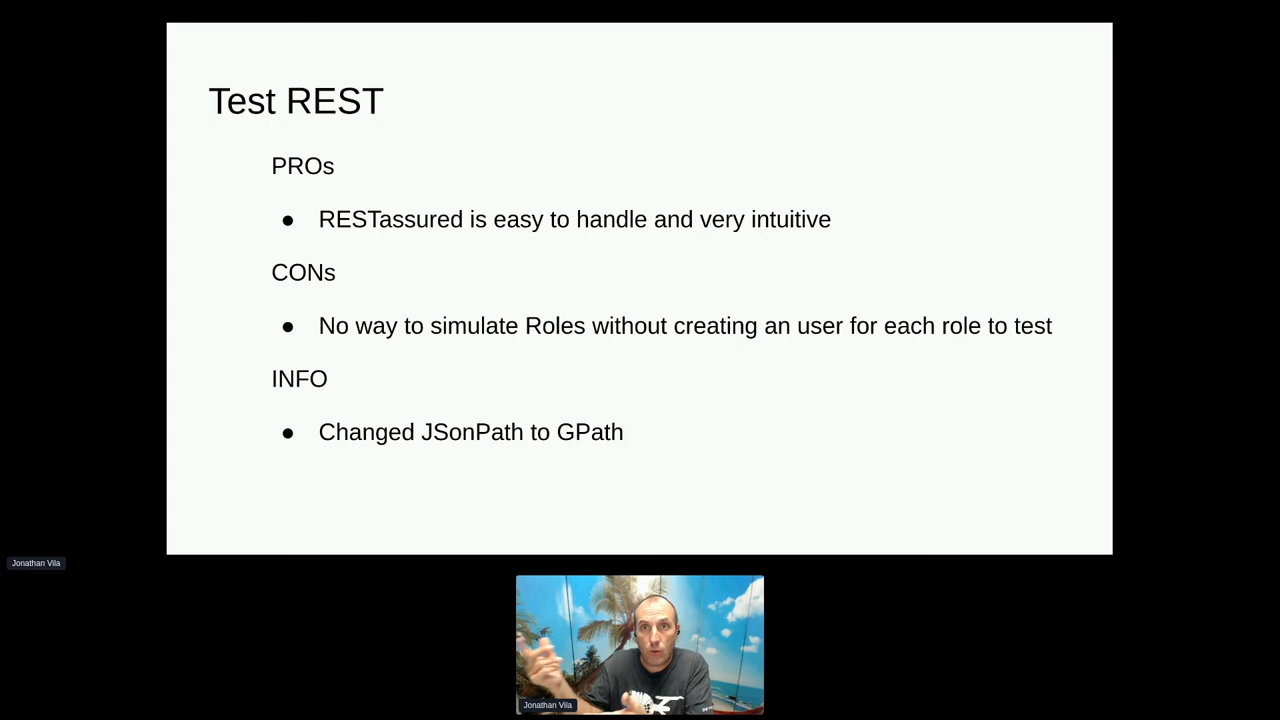 Test REST
PROs
● RESTassured is easy to handle and very intuitive
CONs
● No way to simulate Roles without creating an user for each role to test
INFO
● Changed JSonPath to GPath
Jonathan Vila
Jonathan Vila